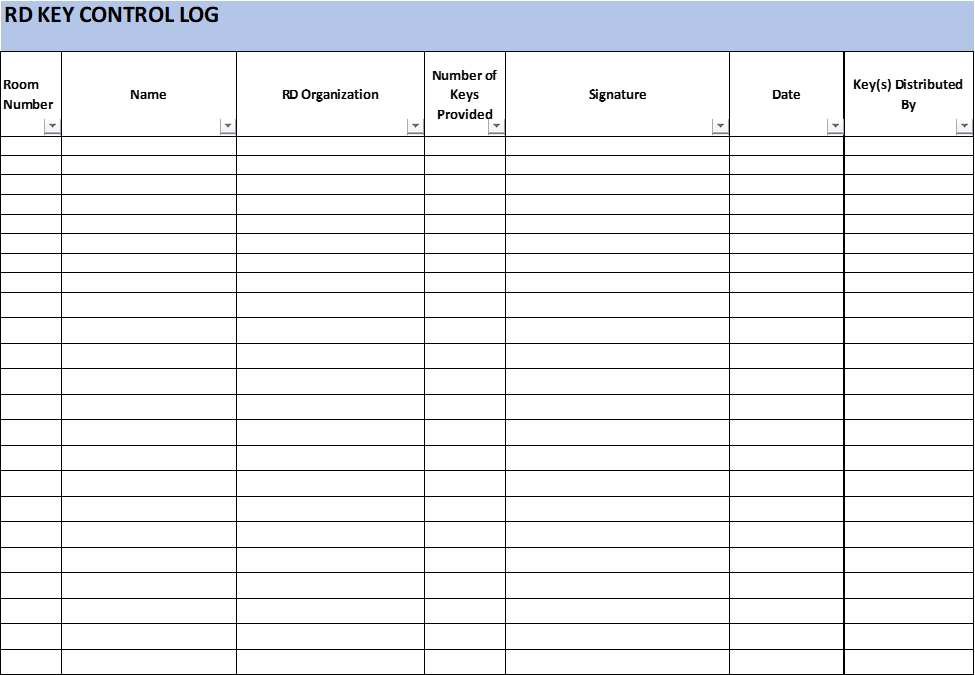 RD KEY CONTROL LOG
Room
Number
Name
RD Organization
Number of
Keys
Provided
Signature
Date
Key(s) Distributed
By